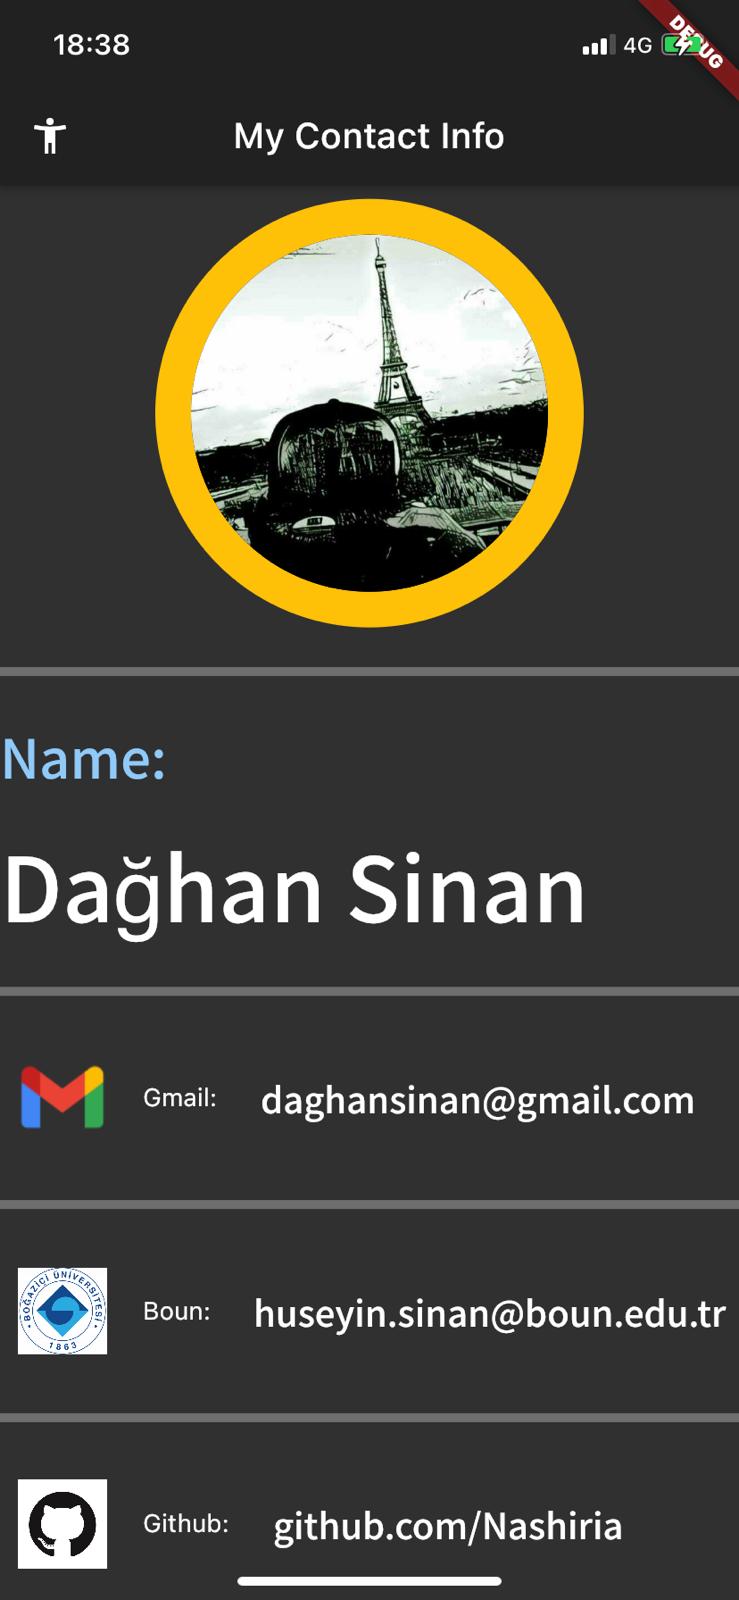 18:38
4G
DEBUG
My Contact Info
Name:
Dağhan Sinan
Gmail:
daghansinan@gmail.com
BOĞAZİÇİ ÜNİVERSİTESİ
1863
Boun:
huseyin.sinan@boun.edu.tr
Github:
github.com/Nashiria